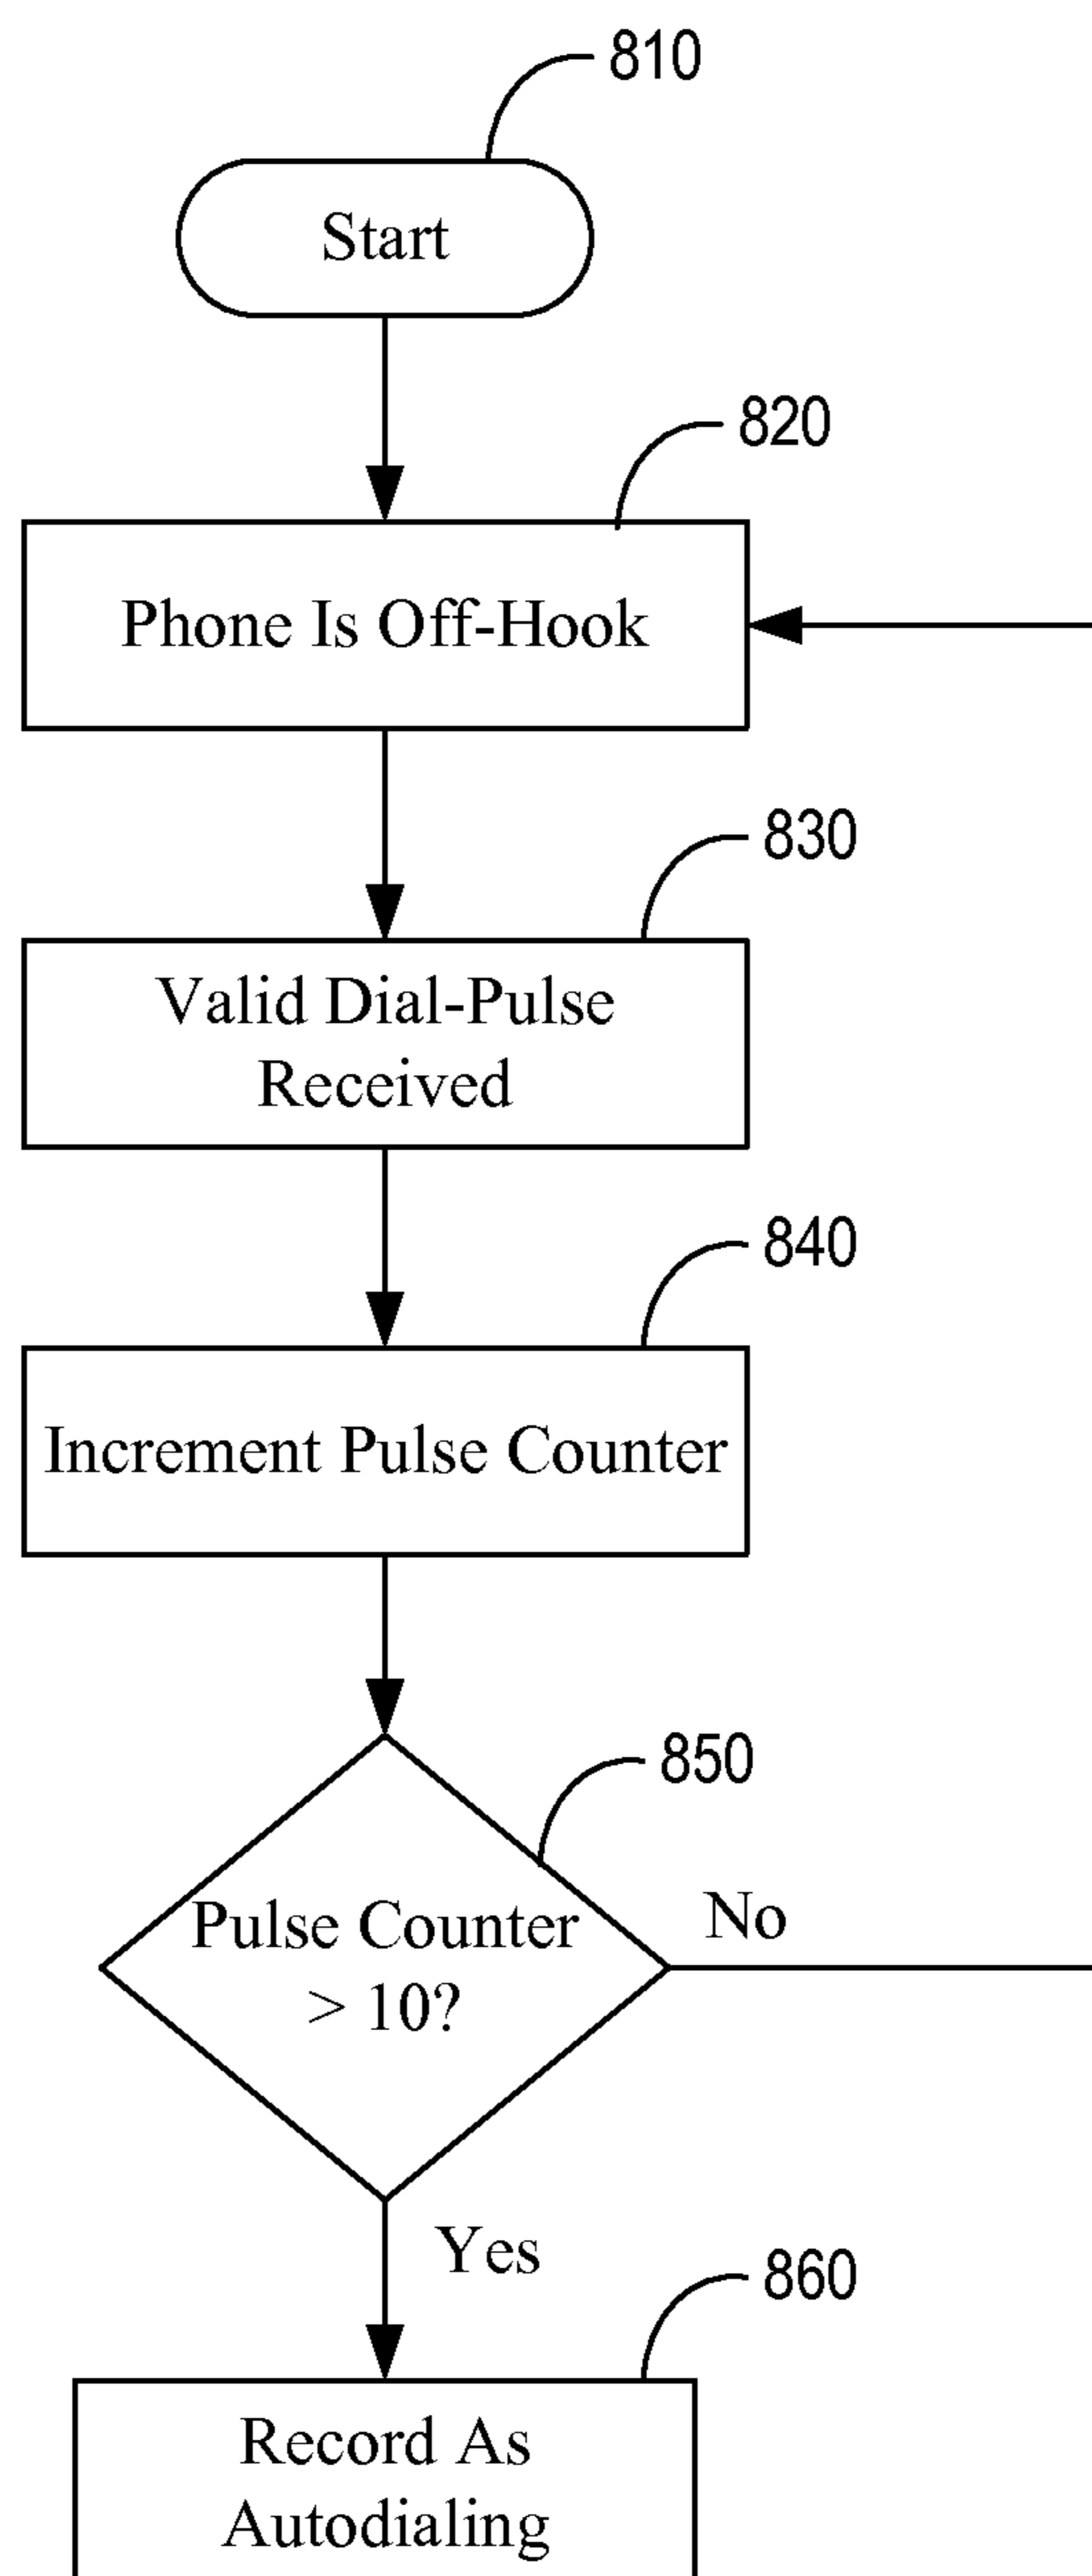 810
Start
820
Phone Is Off-Hook
830
Valid Dial-Pulse
Received
840
Increment Pulse Counter
850
Pulse Counter
> 10?
No
Yes
860
Record As
Autodialing